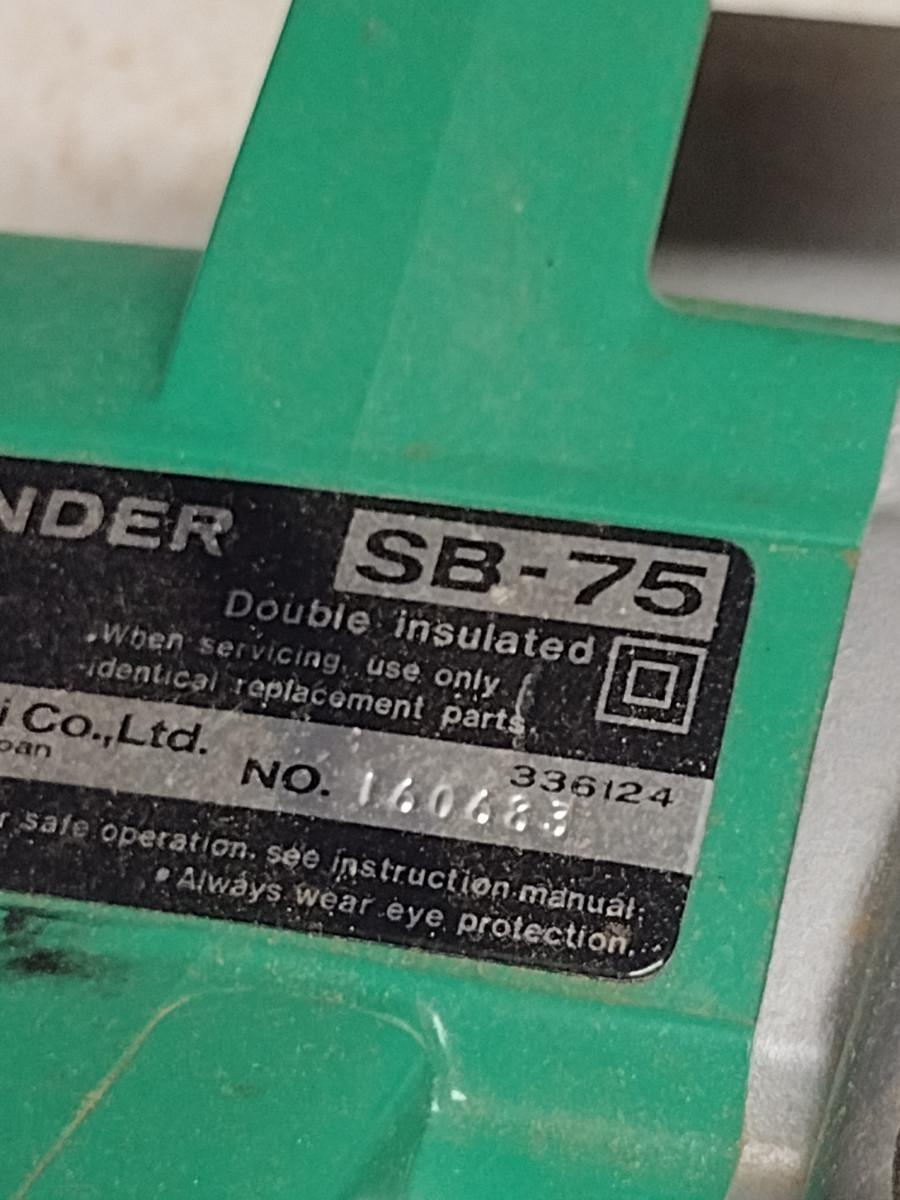 NDER SB-75
Double insulated
When servicing, use only
identical replacement parts
i Co.,Ltd.
pan
336124
NO.
r safe operation, see instruction manual.
• Always wear eye protection.